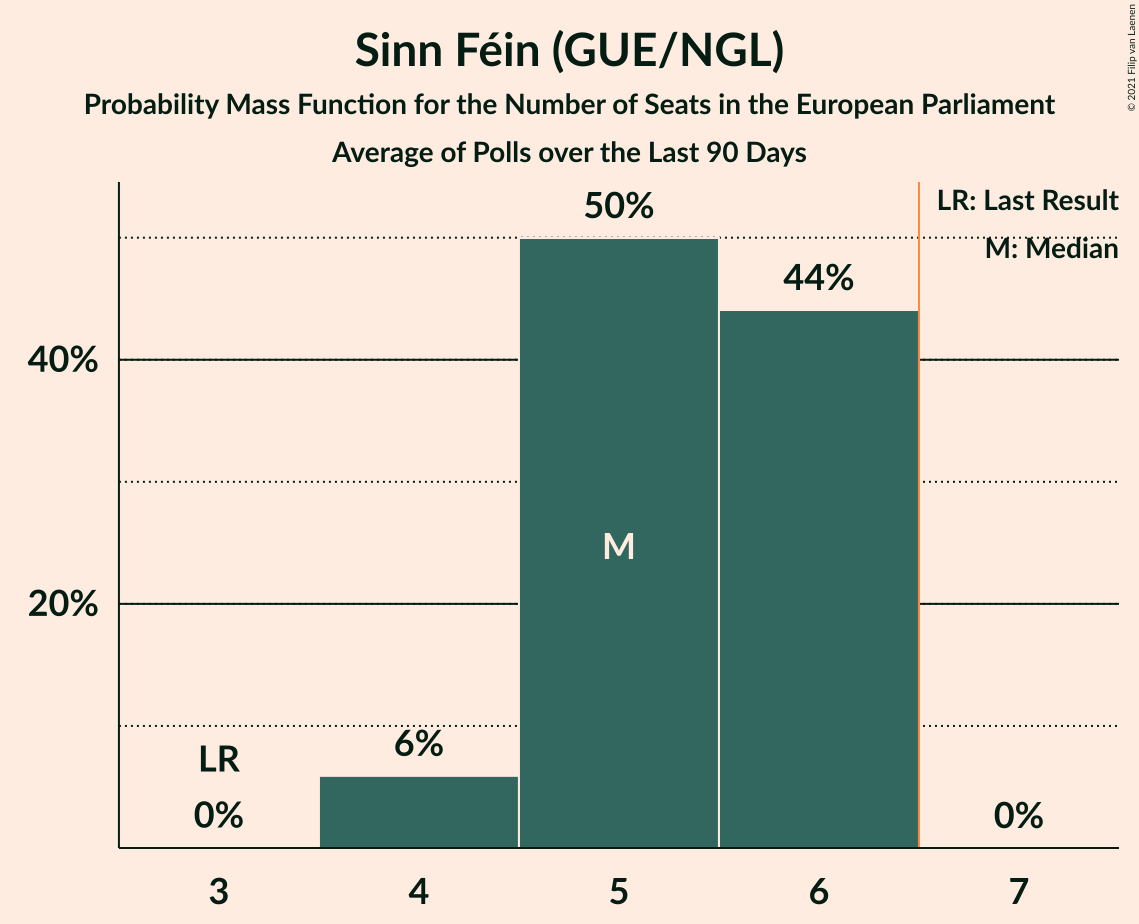 Sinn Féin (GUE/NGL)
Probability Mass Function for the Number of Seats in the European Parliament
Average of Polls over the Last 90 Days
© 2021 Filip van Laenen
LR: Last Result
M: Median
50%
44%
40%
M
20%
6%
LR
0%
0%
3 4 5 6 7